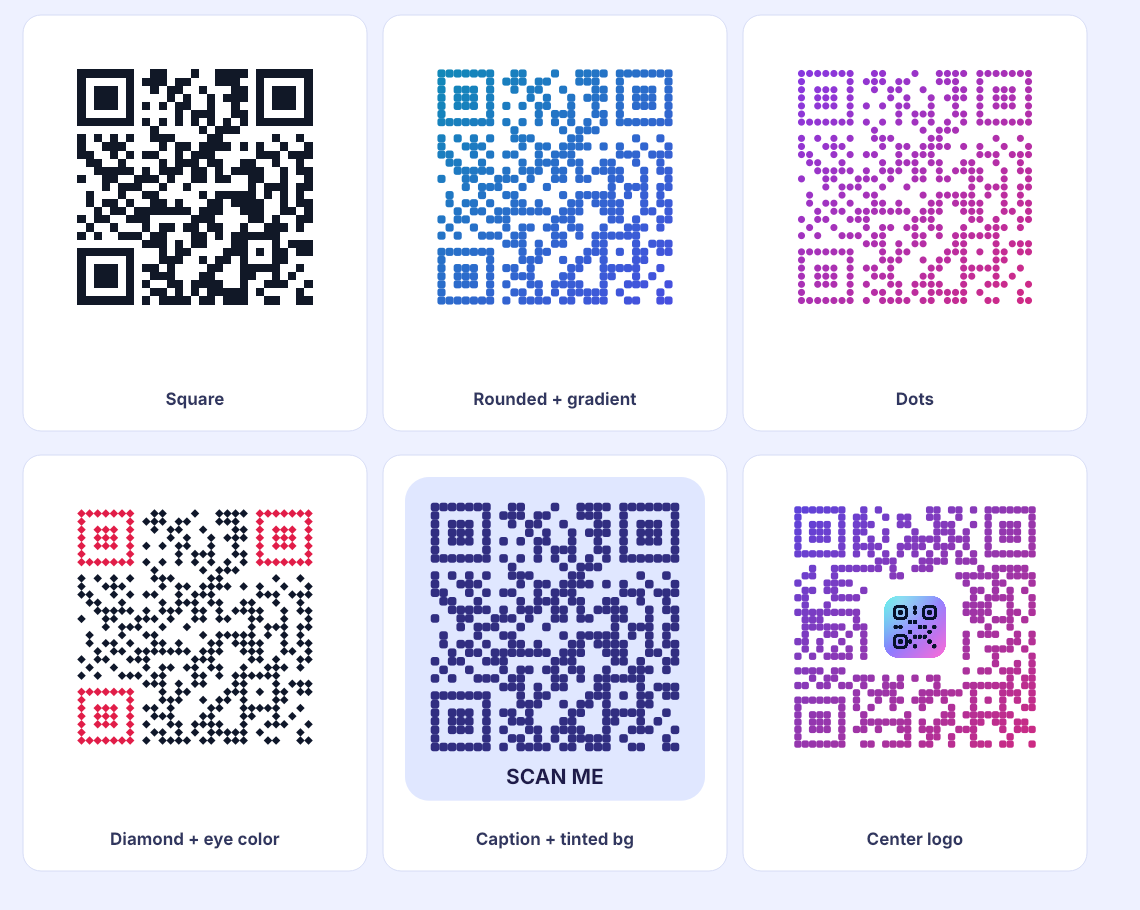 Square
Rounded + gradient
Dots
SCAN ME
Diamond + eye color
Caption + tinted bg
Center logo